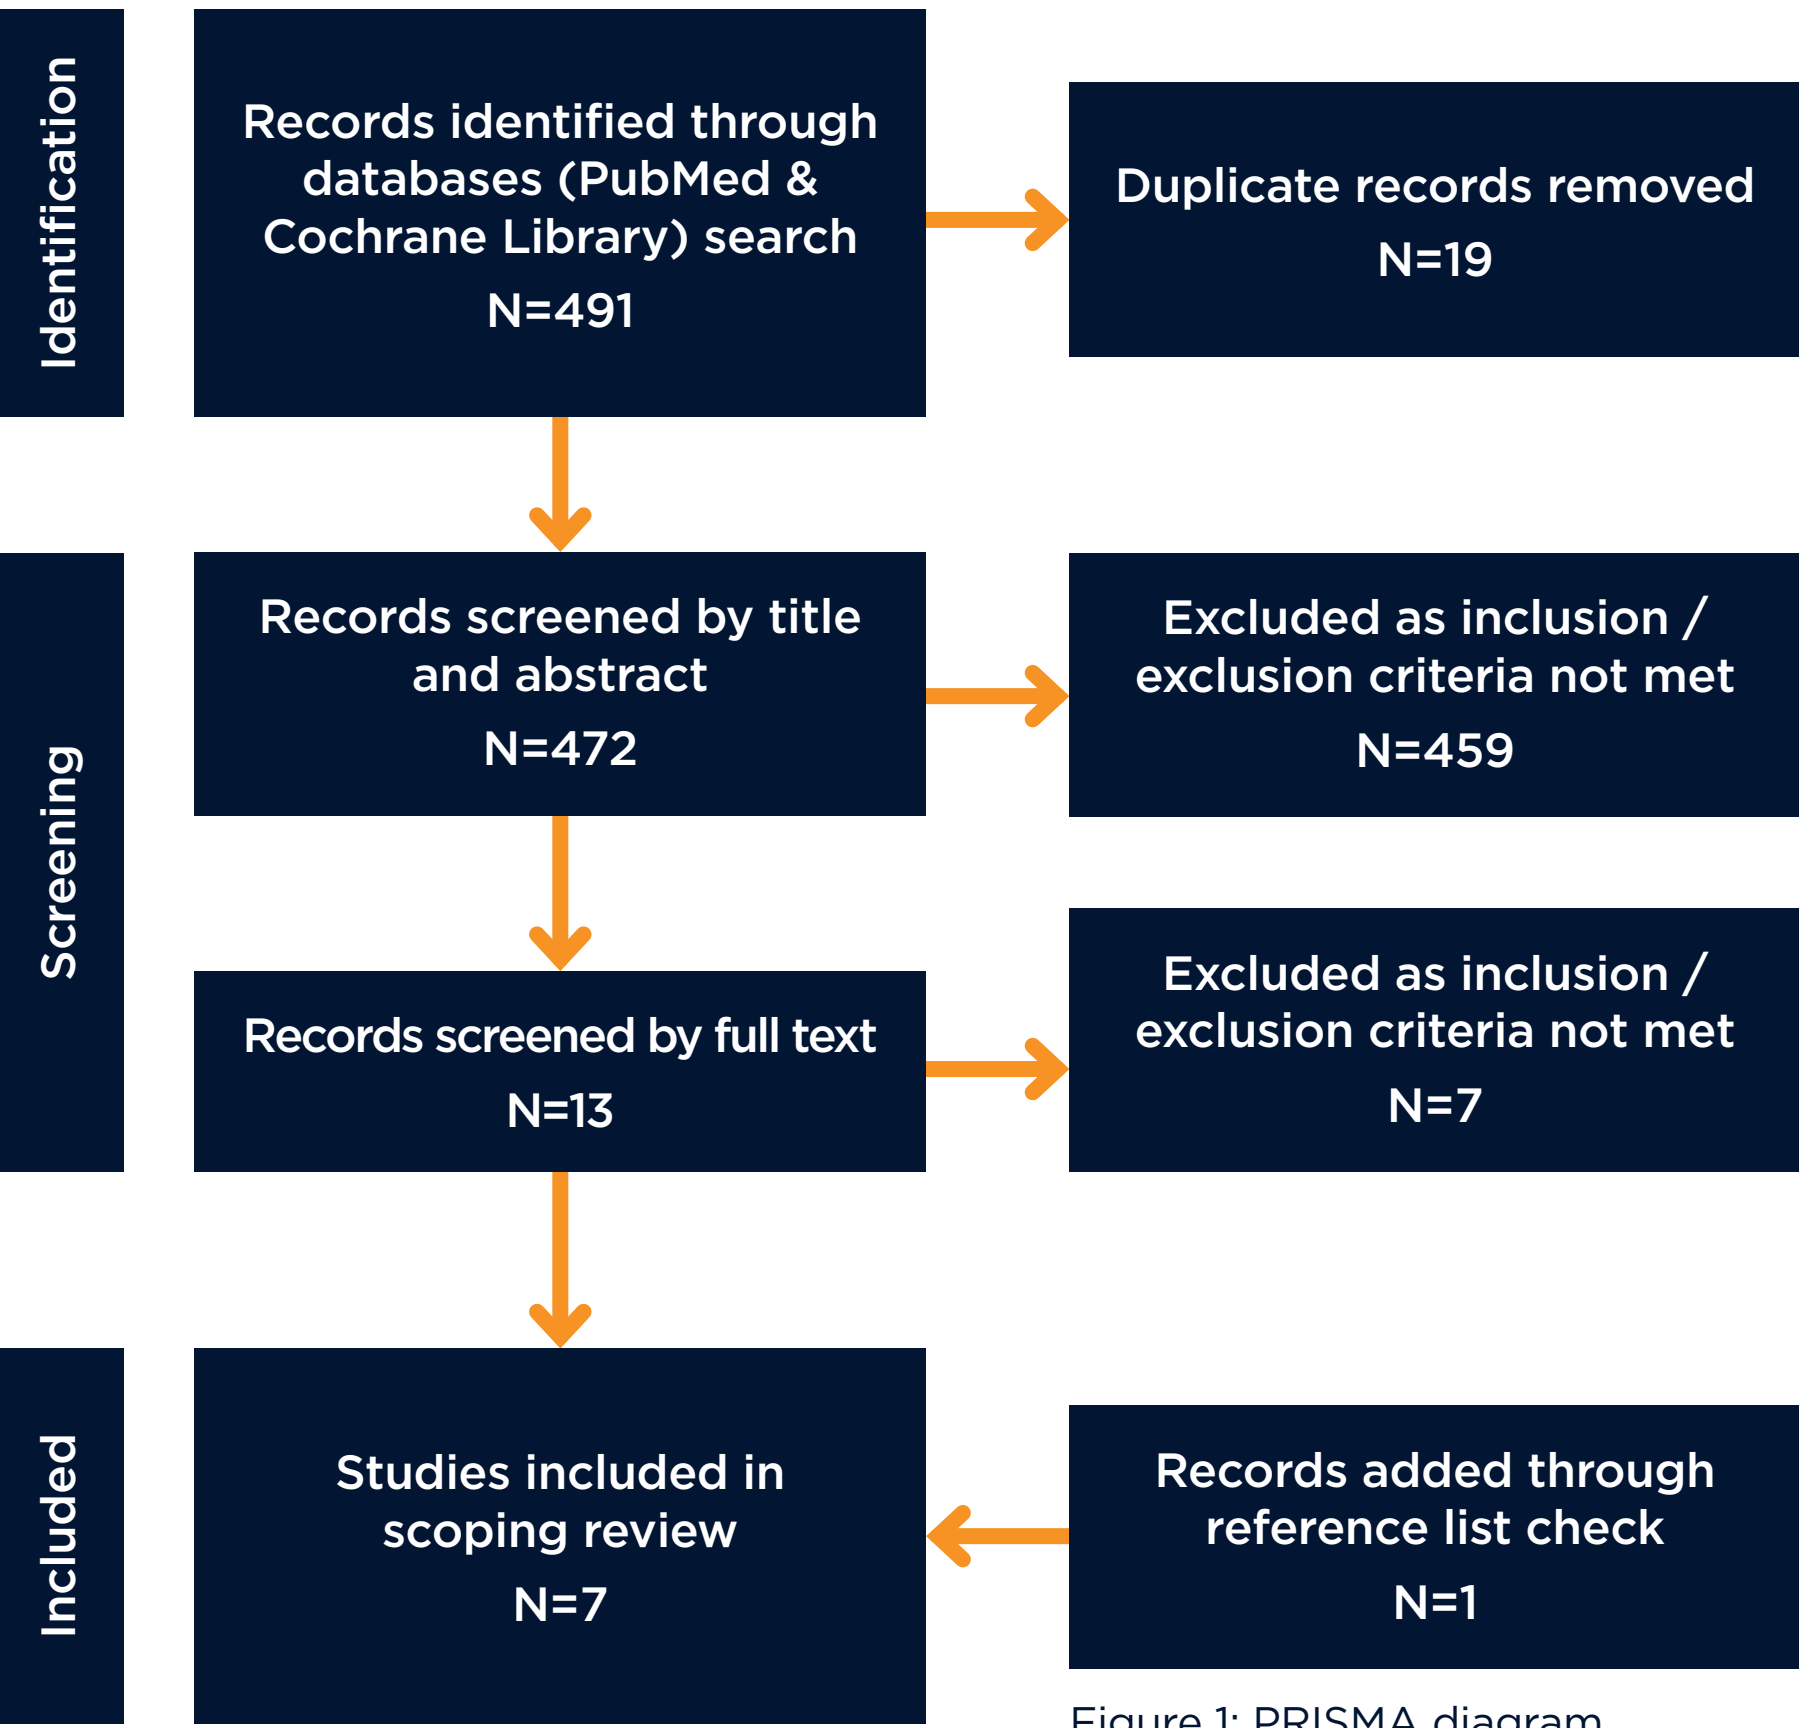 Identification
Records identified through
databases (PubMed &
Cochrane Library) search
N=491
Duplicate records removed
N=19
Screening
Records screened by title
and abstract
N=472
Excluded as inclusion /
exclusion criteria not met
N=459
Records screened by full text
N=13
Excluded as inclusion /
exclusion criteria not met
N=7
Included
Studies included in
scoping review
N=7
Records added through
reference list check
N=1
Figure 1: PRISMA diagram